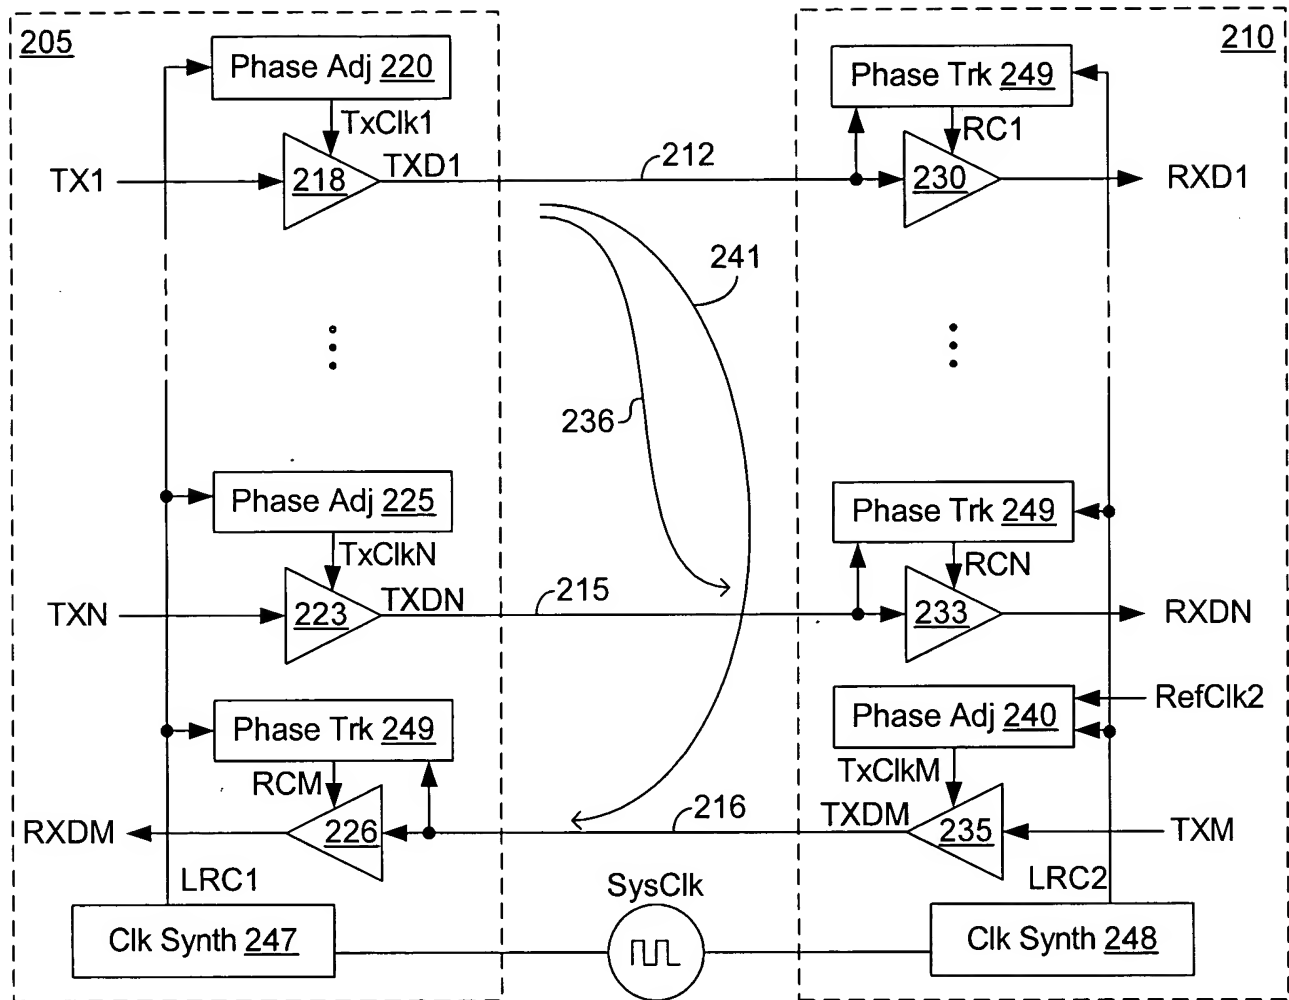 205
210
Phase Adj 220
Phase Trk 249
TxClk1
RC1
TX1
218
TXD1
212
230
RXD1
241
236
Phase Adj 225
Phase Trk 249
TxClkN
RCN
TXN
223
TXDN
215
233
RXDN
Phase Trk 249
Phase Adj 240
RefClk2
RCM
TxClkM
RXDM
226
216
TXDM
235
TXM
LRC1
SysClk
LRC2
Clk Synth 247
Clk Synth 248